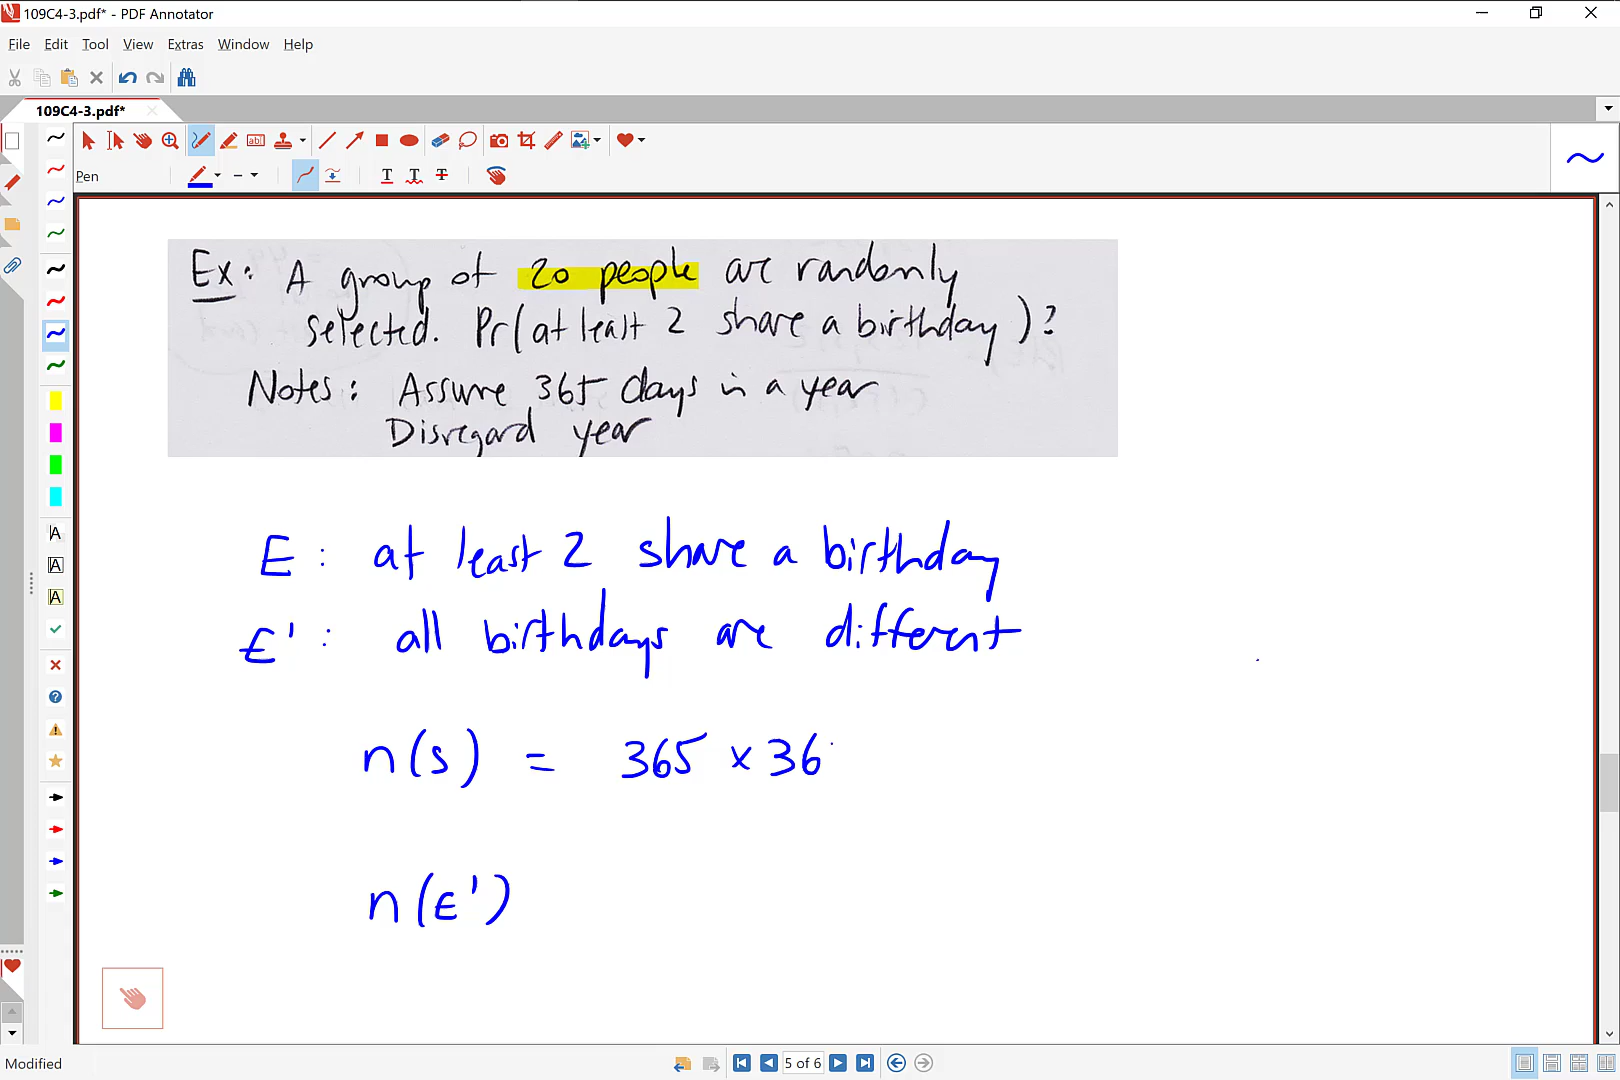 109C4-3.pdf* - PDF Annotator
File Edit Tool View Extras Window Help
109C4-3.pdf*
Pen
Ex: A group of 20 people are randomly
selected. Pr(at least 2 share a birthday)?
Notes: Assume 365 days in a year
Disregard year
E: at least 2 share a birthday
E': all birthdays are different
n(s) = 365 x 36
n(E')
Modified
5 of 6